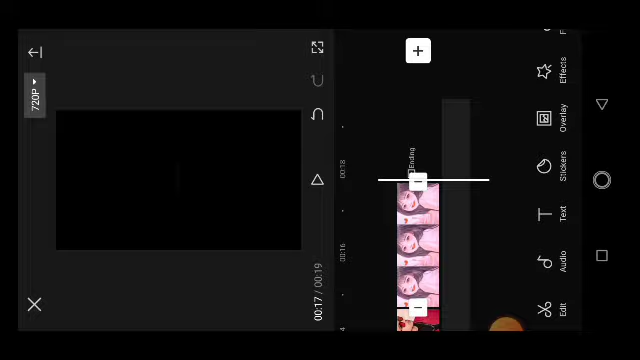 720P
00:17 / 00:19
00:16
00:18
Ending
Edit
Audio
Text
Stickers
Overlay
Effects